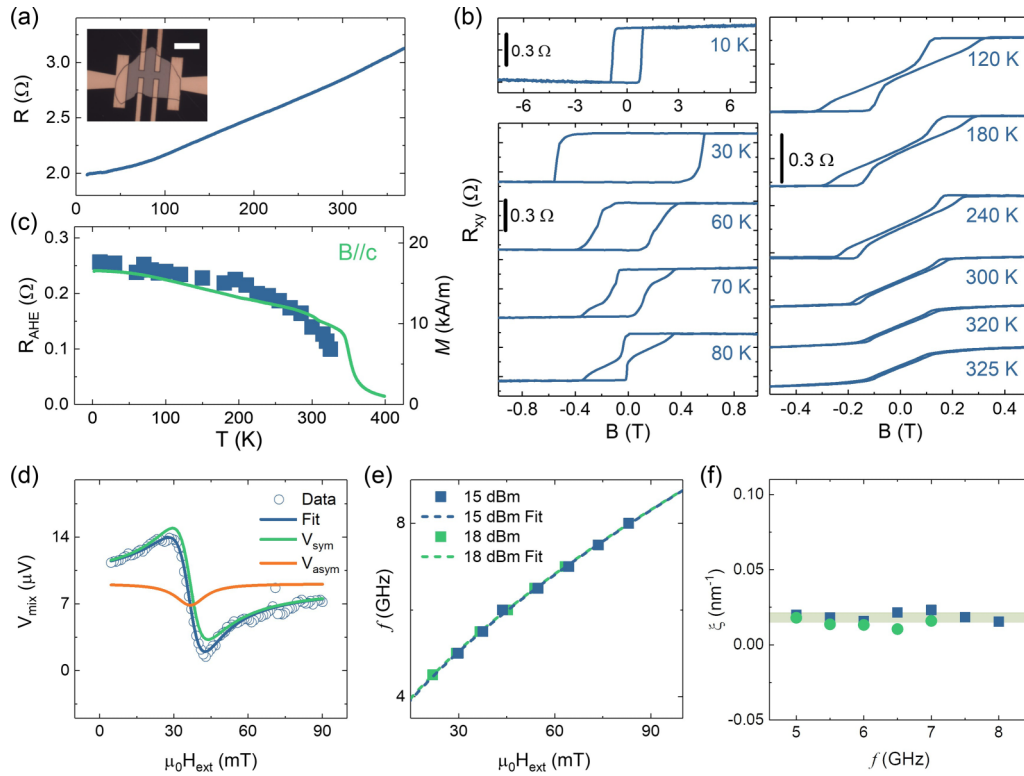 (a)
R (Ω)
3.0
2.5
2.0
100
200
300
(c)
R_AHE (Ω)
0.3
0.2
0.1
0.0
B//c
20
10
0
M (kA/m)
0
100
200
300
400
T (K)
(b)
R_xy (Ω)
0.3 Ω
10 K
-6
-3
0
3
6
30 K
0.3 Ω
60 K
70 K
80 K
-0.8
-0.4
0.0
0.4
0.8
B (T)
120 K
0.3 Ω
180 K
240 K
300 K
320 K
325 K
-0.4
-0.2
0.0
0.2
0.4
B (T)
(d)
V_mix (μV)
14
7
0
Data
Fit
V_sym
V_asym
0
30
60
90
μ₀H_ext (mT)
(e)
f (GHz)
8
4
15 dBm
15 dBm Fit
18 dBm
18 dBm Fit
30
60
90
μ₀H_ext (mT)
(f)
ξ (nm⁻¹)
0.10
0.05
0.00
-0.05
5
6
7
8
f (GHz)